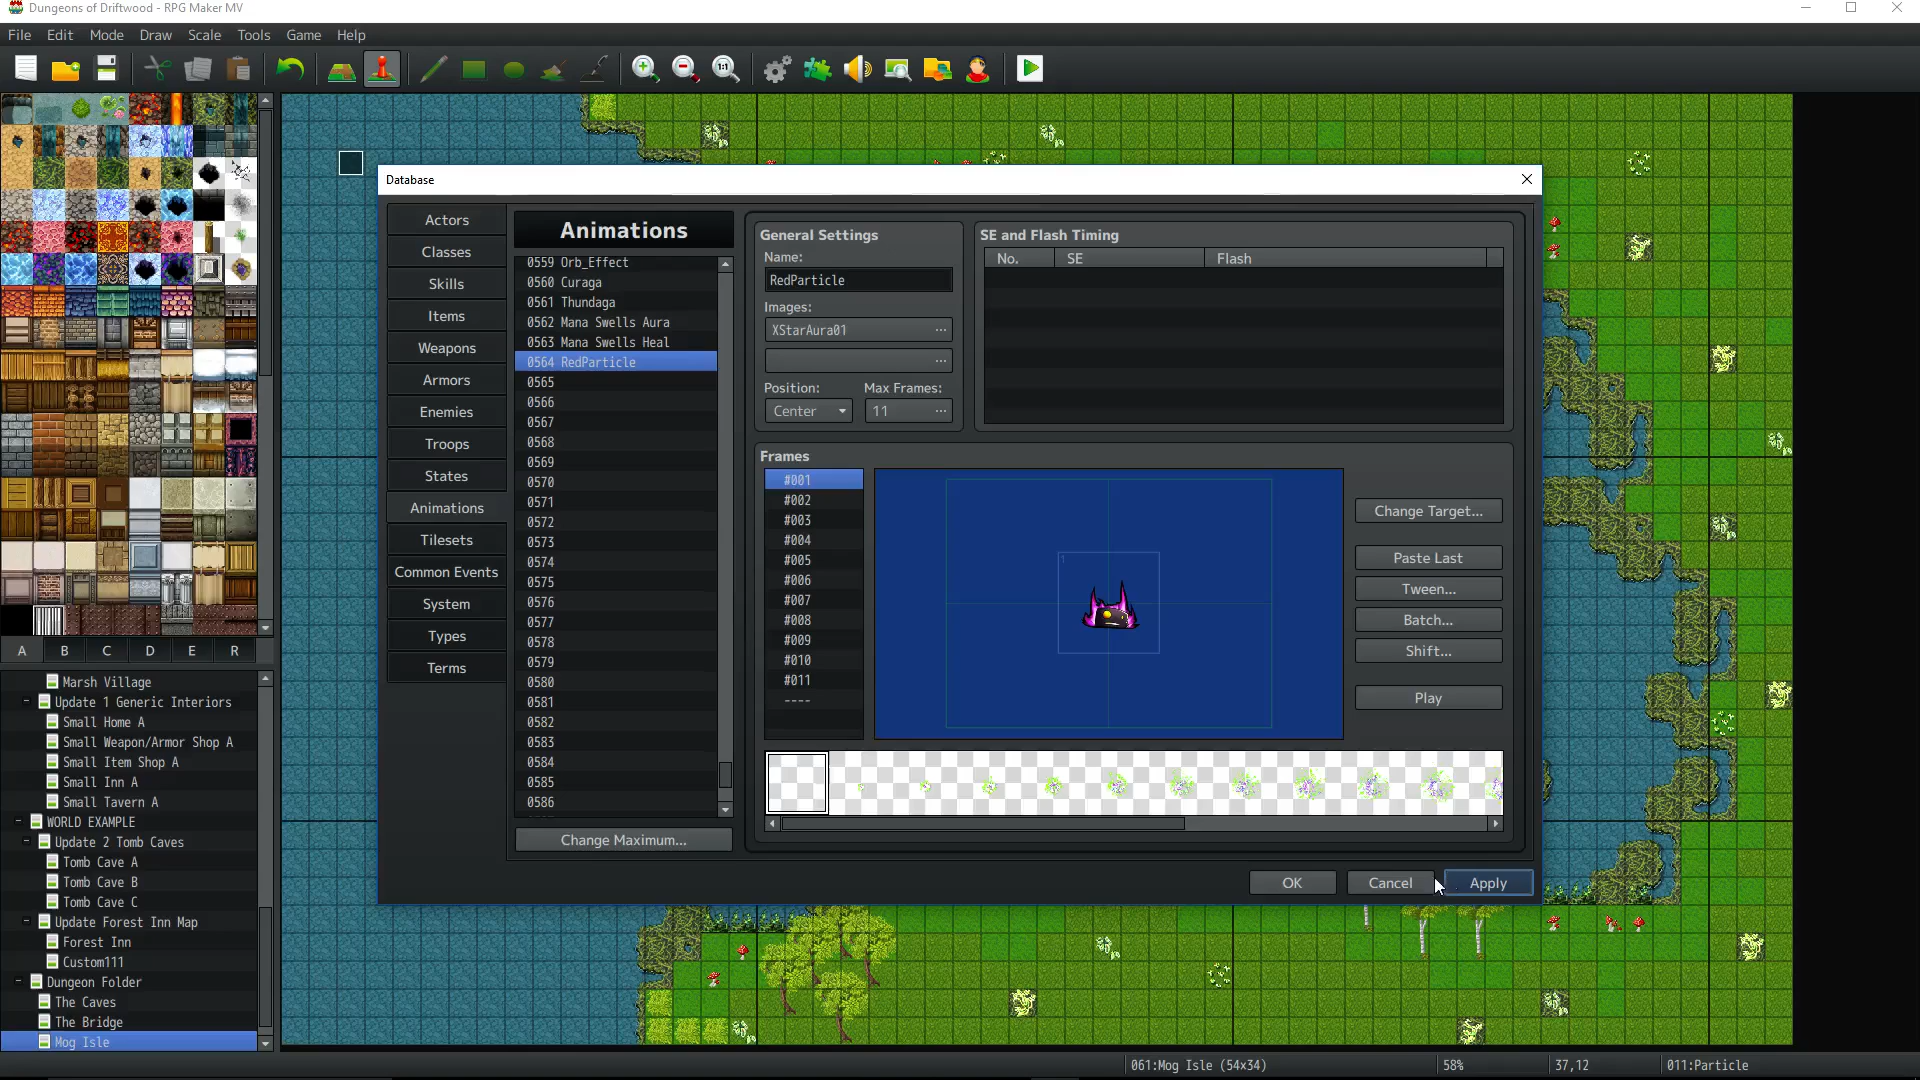 Dungeons of Driftwood - RPG Maker MV
File Edit Mode Draw Scale Tools Game Help
1:1
Database
Actors
Classes
Skills
Items
Weapons
Armors
Enemies
Troops
States
Animations
Tilesets
Common Events
System
Types
Terms
Animations
0559 Orb_Effect
0560 Curaga
0561 Thundaga
0562 Mana Swells Aura
0563 Mana Swells Heal
0564 RedParticle
0565
0566
0567
0568
0569
0570
0571
0572
0573
0574
0575
0576
0577
0578
0579
0580
0581
0582
0583
0584
0585
0586
Change Maximum...
General Settings
Name:
RedParticle
Images:
XStarAura01 ...
...
Position: Max Frames:
Center 11 ...
SE and Flash Timing
No. SE Flash
Frames
#001
#002
#003
#004
#005
#006
#007
#008
#009
#010
#011
----
1
Change Target...
Paste Last
Tween...
Batch...
Shift...
Play
OK Cancel Apply
A B C D E R
Marsh Village
Update 1 Generic Interiors
Small Home A
Small Weapon/Armor Shop A
Small Item Shop A
Small Inn A
Small Tavern A
WORLD EXAMPLE
Update 2 Tomb Caves
Tomb Cave A
Tomb Cave B
Tomb Cave C
Update Forest Inn Map
Forest Inn
Custom111
Dungeon Folder
The Caves
The Bridge
Mog Isle
061:Mog Isle (54x34) 58% 37,12 011:Particle